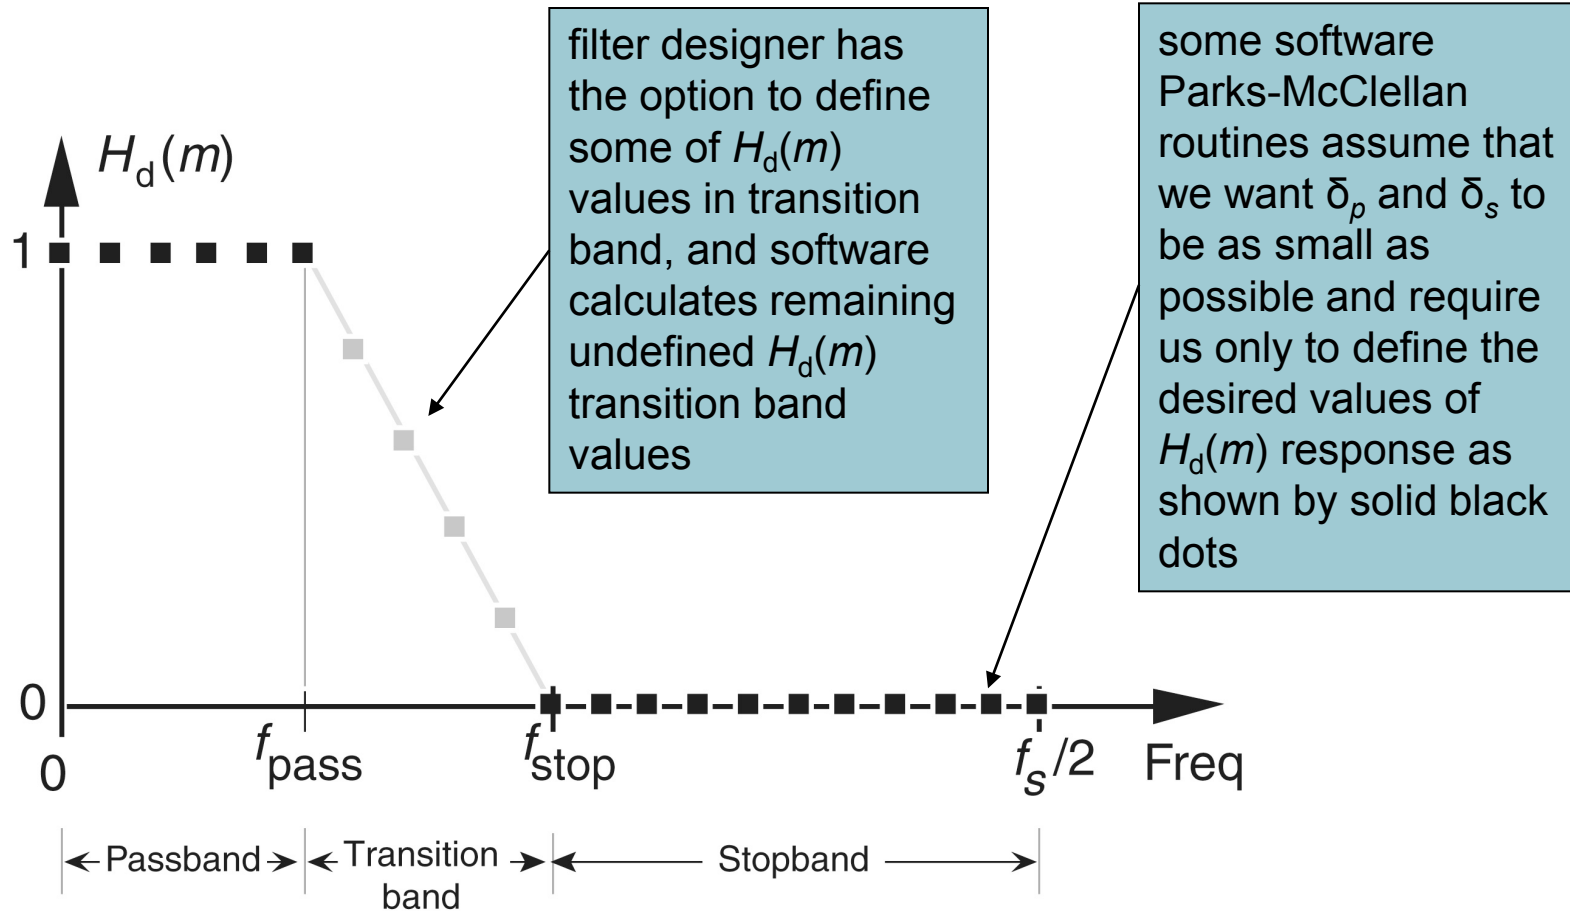 filter designer has
the option to define
some of Hd(m)
values in transition
band, and software
calculates remaining
undefined Hd(m)
transition band
values
some software
Parks-McClellan
routines assume that
we want δp and δs to
be as small as
possible and require
us only to define the
desired values of
Hd(m) response as
shown by solid black
dots
Hd(m)
1
0
0
fpass
fstop
fs/2
Freq
Passband
Transition
band
Stopband